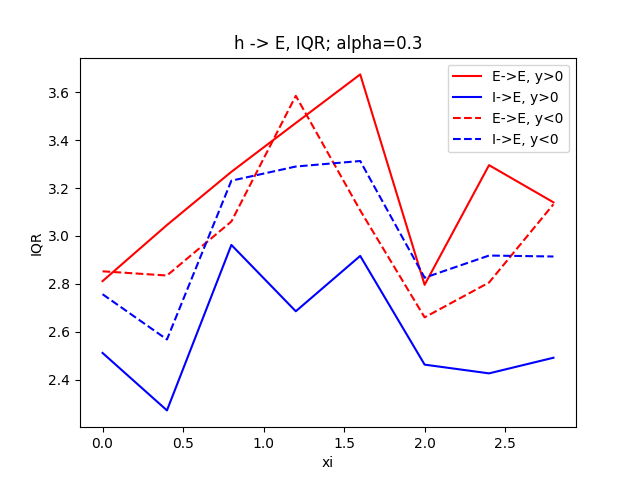 h -> E, IQR; alpha=0.3
E->E, y>0
I->E, y>0
E->E, y<0
I->E, y<0
IQR
3.6
3.4
3.2
3.0
2.8
2.6
2.4
0.0 0.5 1.0 1.5 2.0 2.5
xi